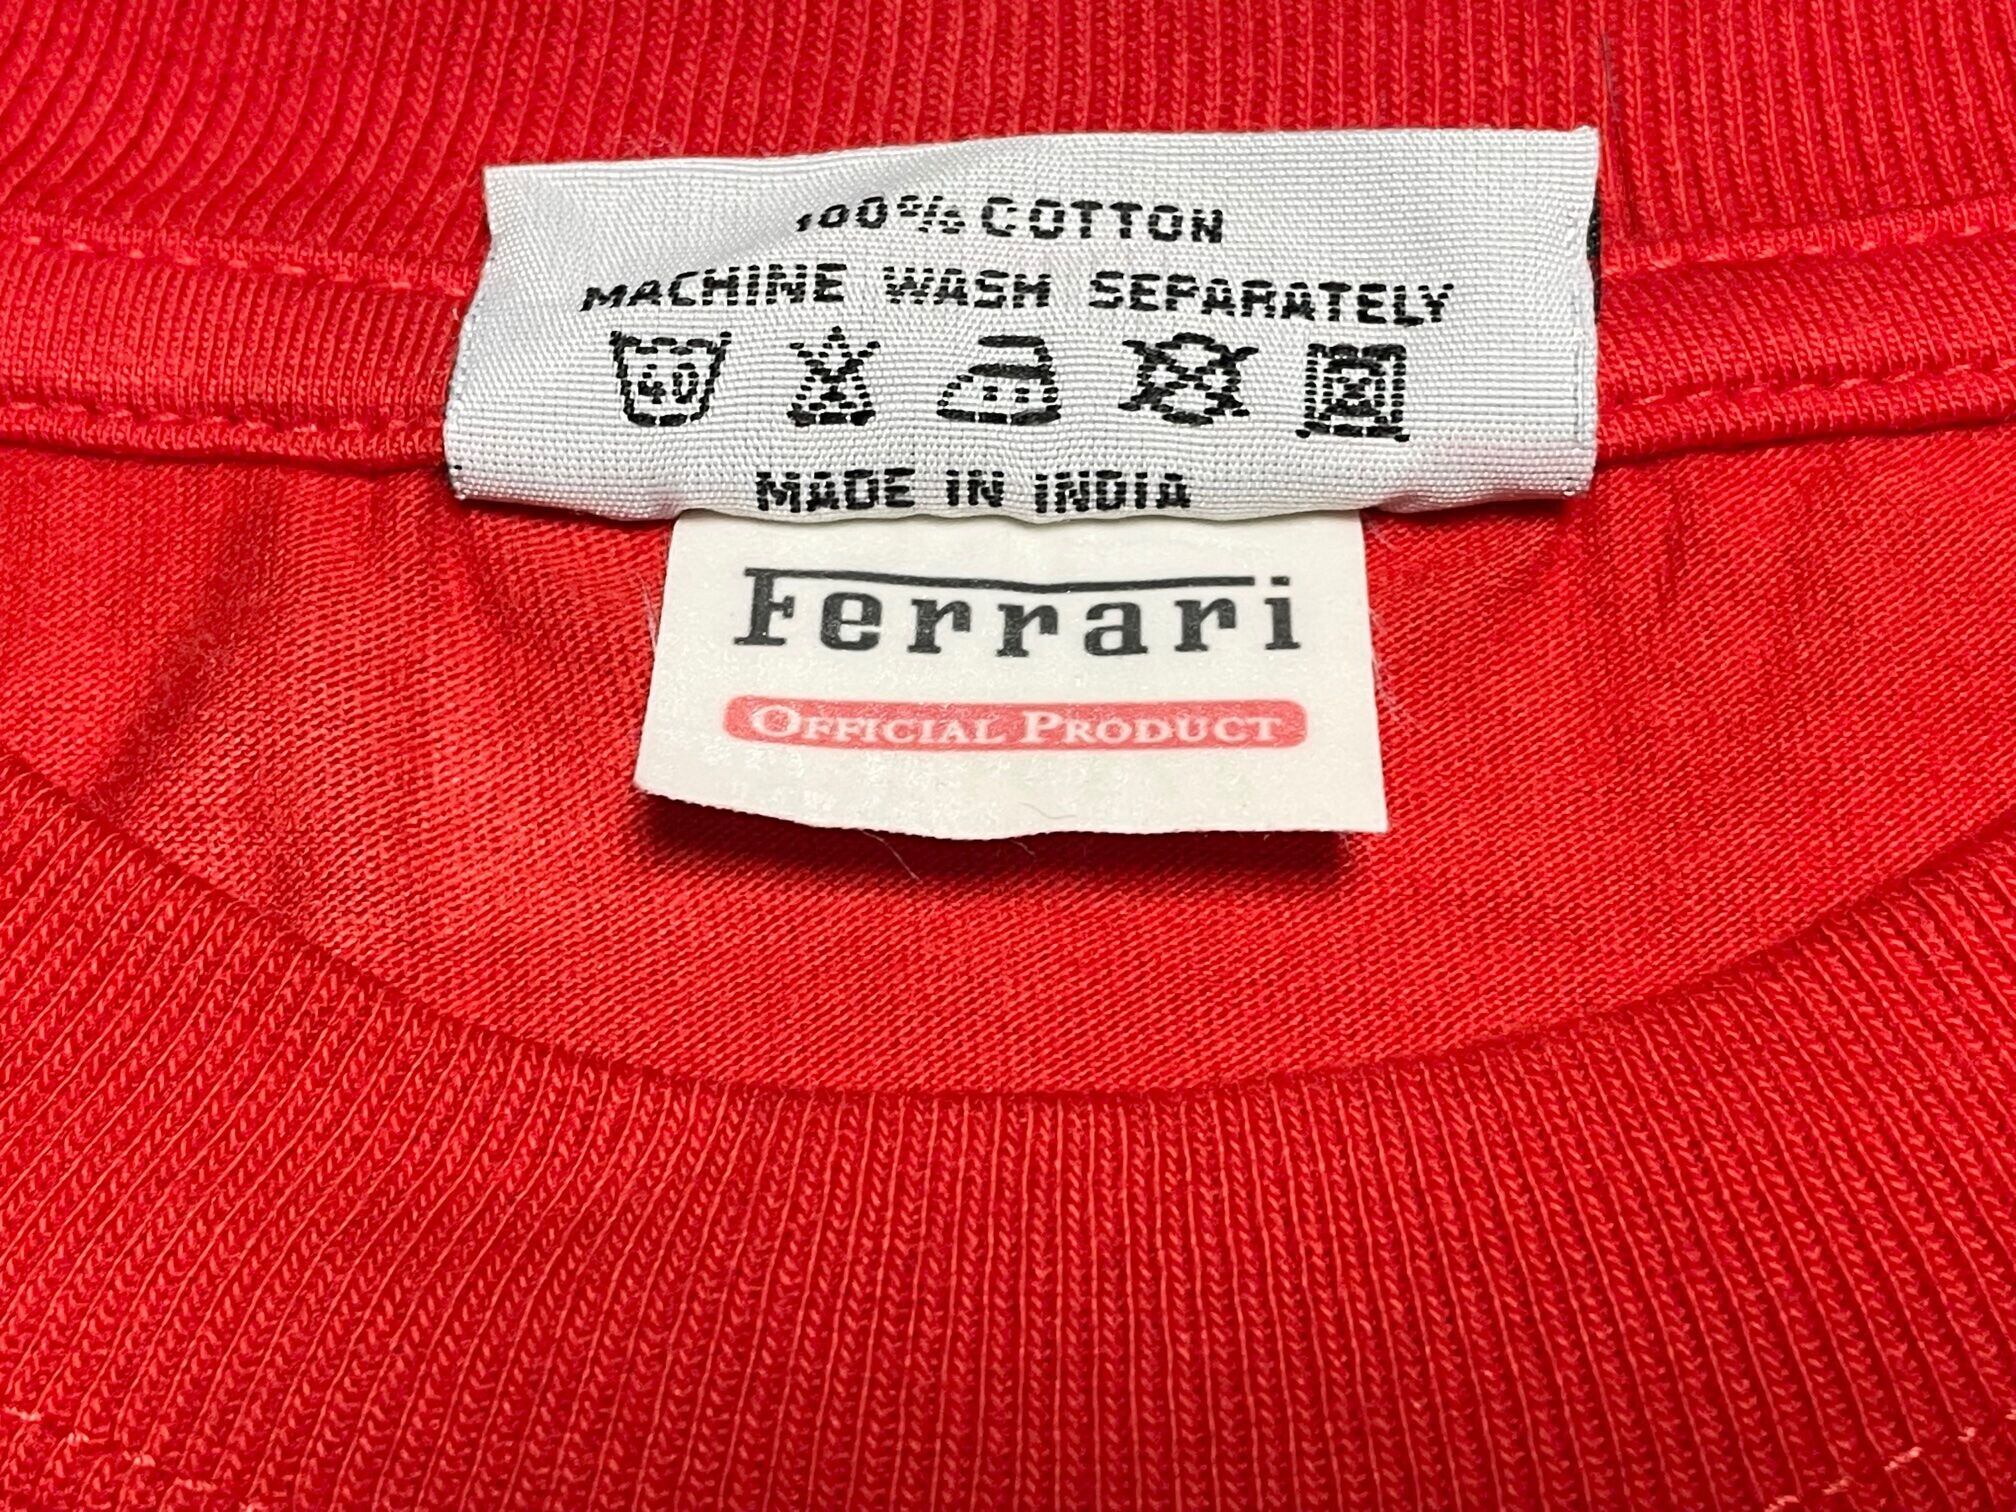 100% COTTON
MACHINE WASH SEPARATELY
40
MADE IN INDIA
Ferrari
OFFICIAL PRODUCT